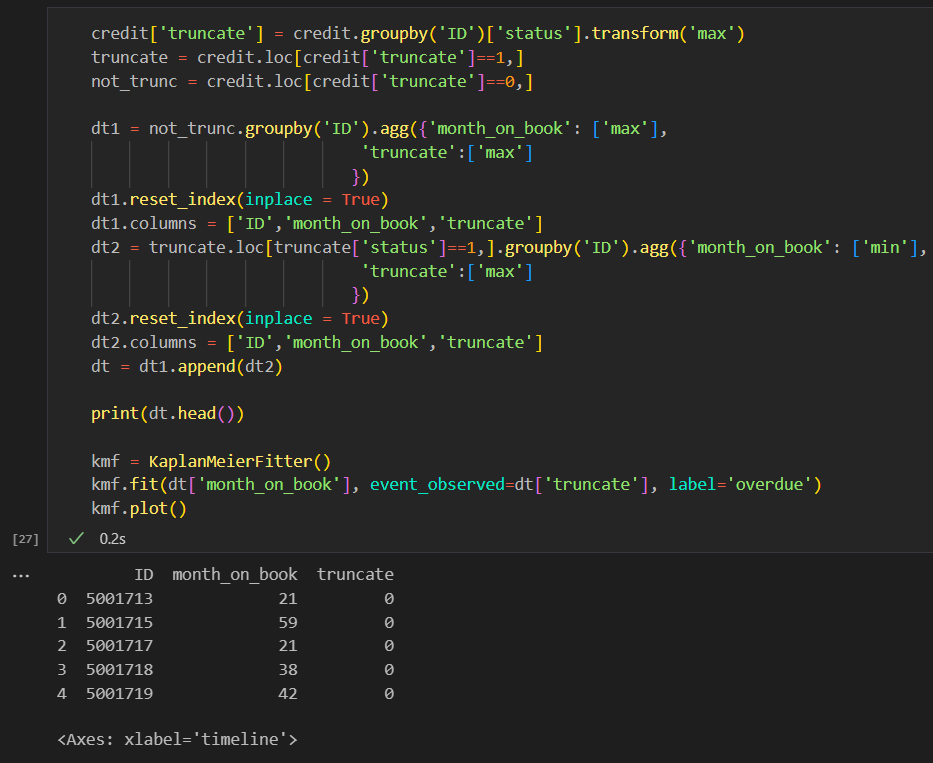 credit['truncate'] = credit.groupby('ID')['status'].transform('max')
truncate = credit.loc[credit['truncate']==1,]
not_trunc = credit.loc[credit['truncate']==0,]
dt1 = not_trunc.groupby('ID').agg({'month_on_book': ['max'],
'truncate':['max']
})
dt1.reset_index(inplace = True)
dt1.columns = ['ID','month_on_book','truncate']
dt2 = truncate.loc[truncate['status']==1,].groupby('ID').agg({'month_on_book': ['min'],
'truncate':['max']
})
dt2.reset_index(inplace = True)
dt2.columns = ['ID','month_on_book','truncate']
dt = dt1.append(dt2)
print(dt.head())
kmf = KaplanMeierFitter()
kmf.fit(dt['month_on_book'], event_observed=dt['truncate'], label='overdue')
kmf.plot()
[27] ✓ 0.2s
... ID month_on_book truncate
0 5001713 21 0
1 5001715 59 0
2 5001717 21 0
3 5001718 38 0
4 5001719 42 0
<Axes: xlabel='timeline'>